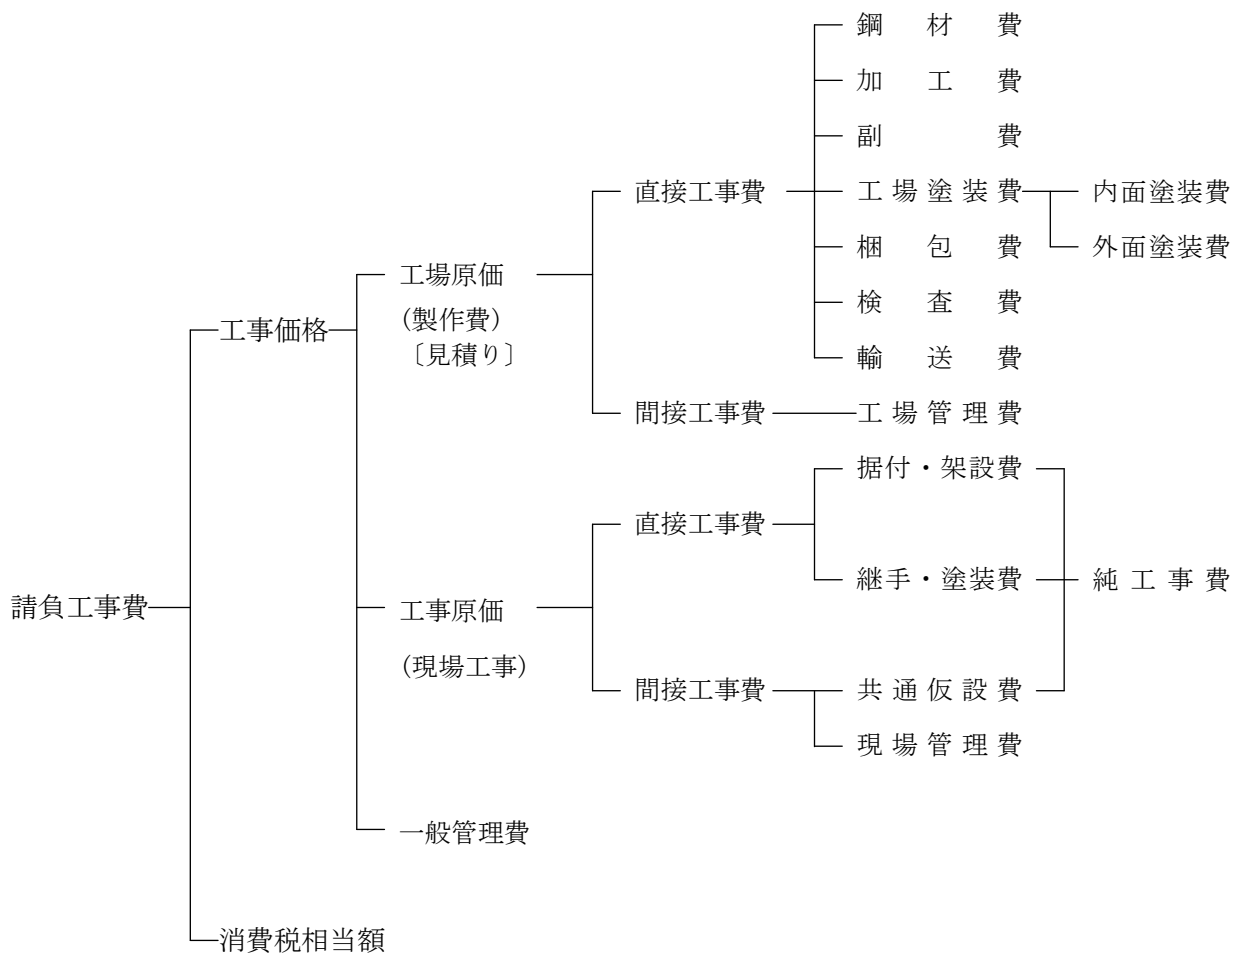 鋼材費
加工費
副費
直接工事費 工場塗装費 内面塗装費
梱包費 外面塗装費
工場原価
検査費
(製作費)
工事価格
〔見積り〕
輸送費
間接工事費 工場管理費
据付・架設費
直接工事費
継手・塗装費 純工事費
請負工事費 工事原価
(現場工事)
間接工事費 共通仮設費
現場管理費
一般管理費
消費税相当額